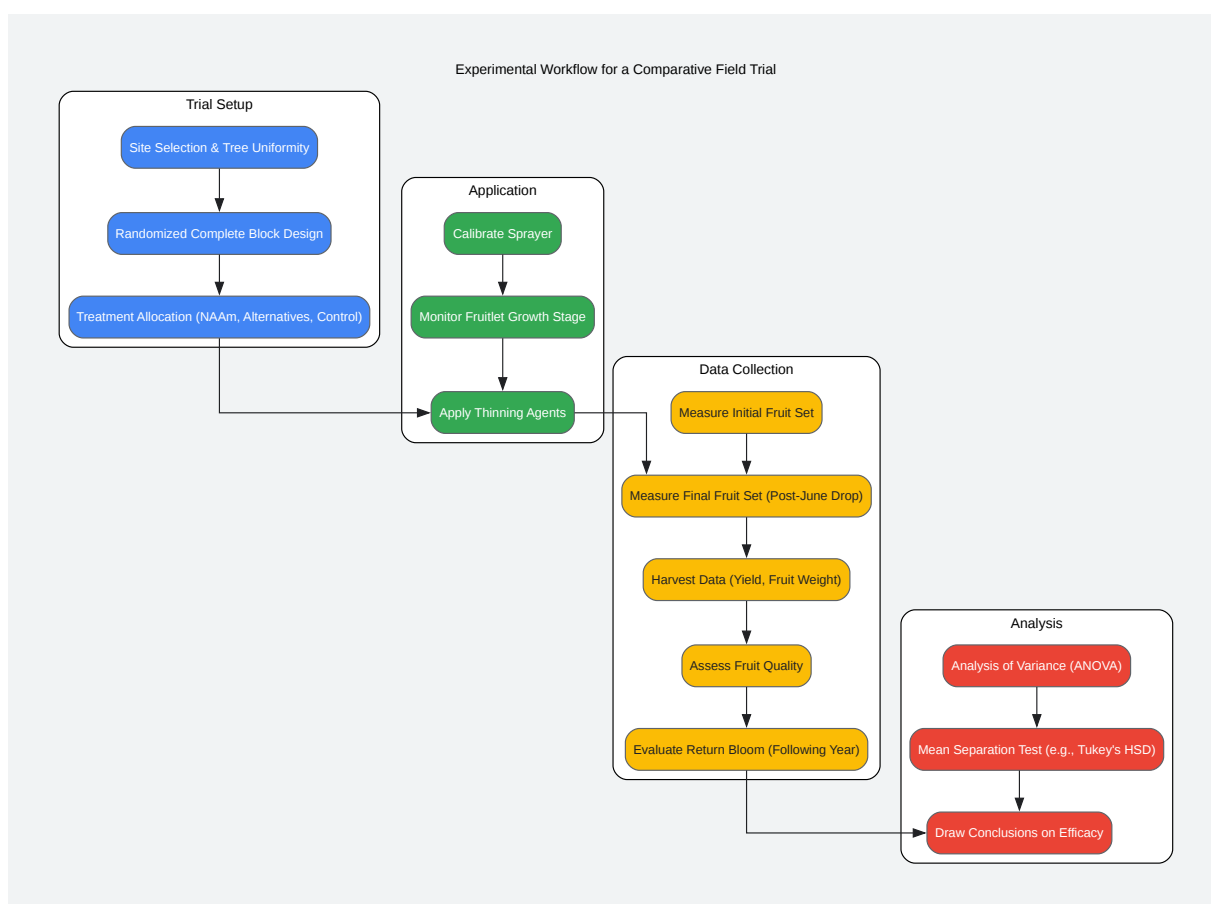 Experimental Workflow for a Comparative Field Trial
Trial Setup
Site Selection & Tree Uniformity
Randomized Complete Block Design
Treatment Allocation (NAAm, Alternatives, Control)
Application
Calibrate Sprayer
Monitor Fruitlet Growth Stage
Apply Thinning Agents
Data Collection
Measure Initial Fruit Set
Measure Final Fruit Set (Post-June Drop)
Harvest Data (Yield, Fruit Weight)
Assess Fruit Quality
Evaluate Return Bloom (Following Year)
Analysis
Analysis of Variance (ANOVA)
Mean Separation Test (e.g., Tukey's HSD)
Draw Conclusions on Efficacy